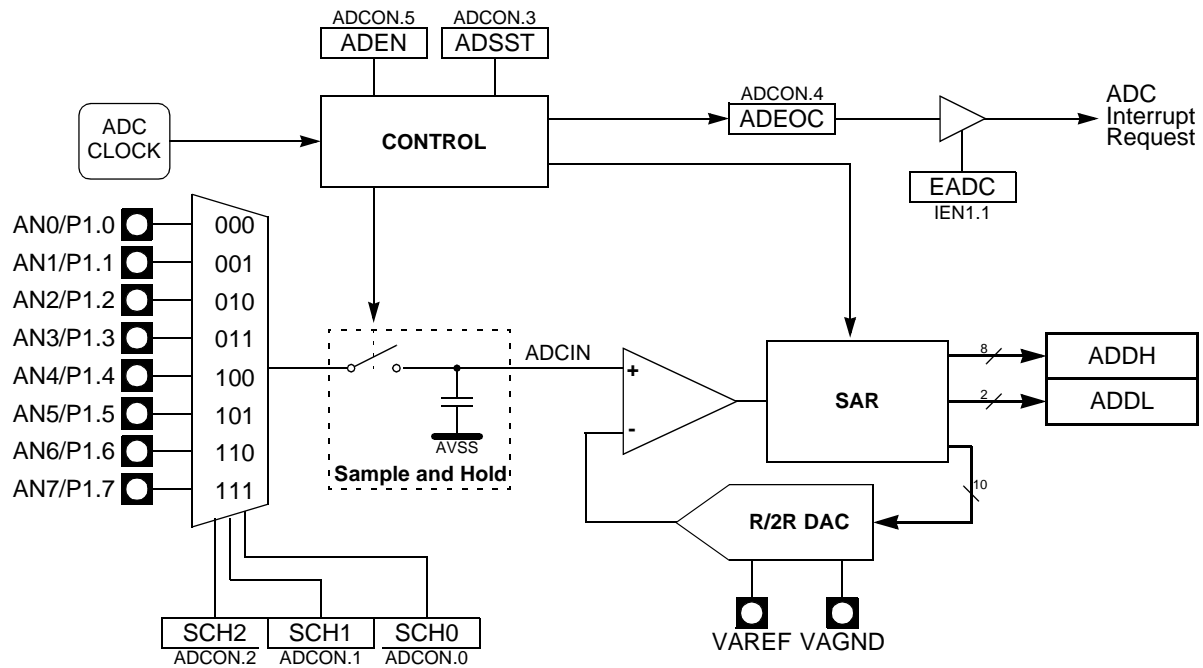 ADCON.5
ADEN
ADCON.3
ADSST
ADC
CLOCK
CONTROL
ADCON.4
ADEOC
ADC
Interrupt
Request
EADC
IEN1.1
AN0/P1.0
000
AN1/P1.1
001
AN2/P1.2
010
AN3/P1.3
011
AN4/P1.4
100
AN5/P1.5
101
AN6/P1.6
110
AN7/P1.7
111
ADCIN
AVSS
Sample and Hold
+
-
SAR
8
ADDH
2
ADDL
10
R/2R DAC
VAREF
VAGND
SCH2
SCH1
SCH0
ADCON.2
ADCON.1
ADCON.0